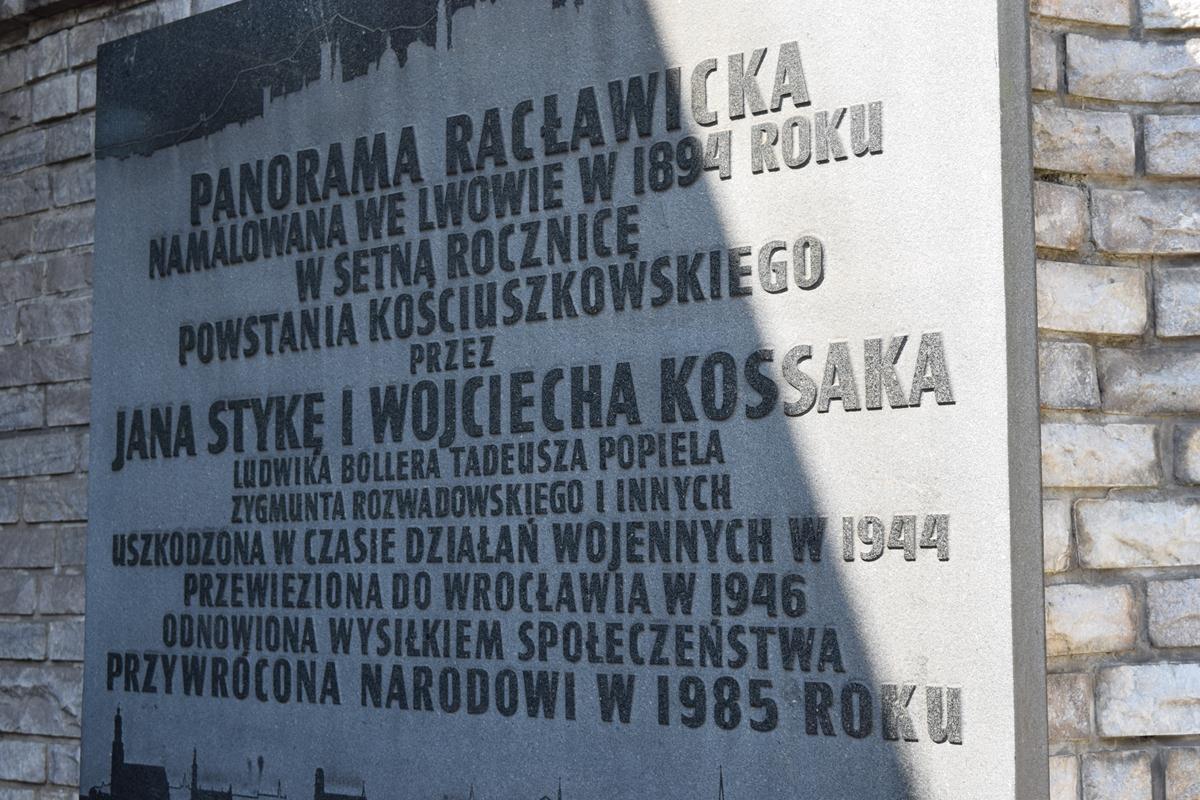 PANORAMA RACŁAWICKA
NAMALOWANA WE LWOWIE W 1894 ROKU
W SETNĄ ROCZNICĘ
POWSTANIA KOŚCIUSZKOWSKIEGO
PRZEZ
JANA STYKĘ I WOJCIECHA KOSSAKA
LUDWIKA BOLLERA TADEUSZA POPIELA
ZYGMUNTA ROZWADOWSKIEGO I INNYCH
USZKODZONA W CZASIE DZIAŁAŃ WOJENNYCH W 1944
PRZEWIEZIONA DO WROCŁAWIA W 1946
ODNOWIONA WYSIŁKIEM SPOŁECZEŃSTWA
PRZYWRÓCONA NARODOWI W 1985 ROKU